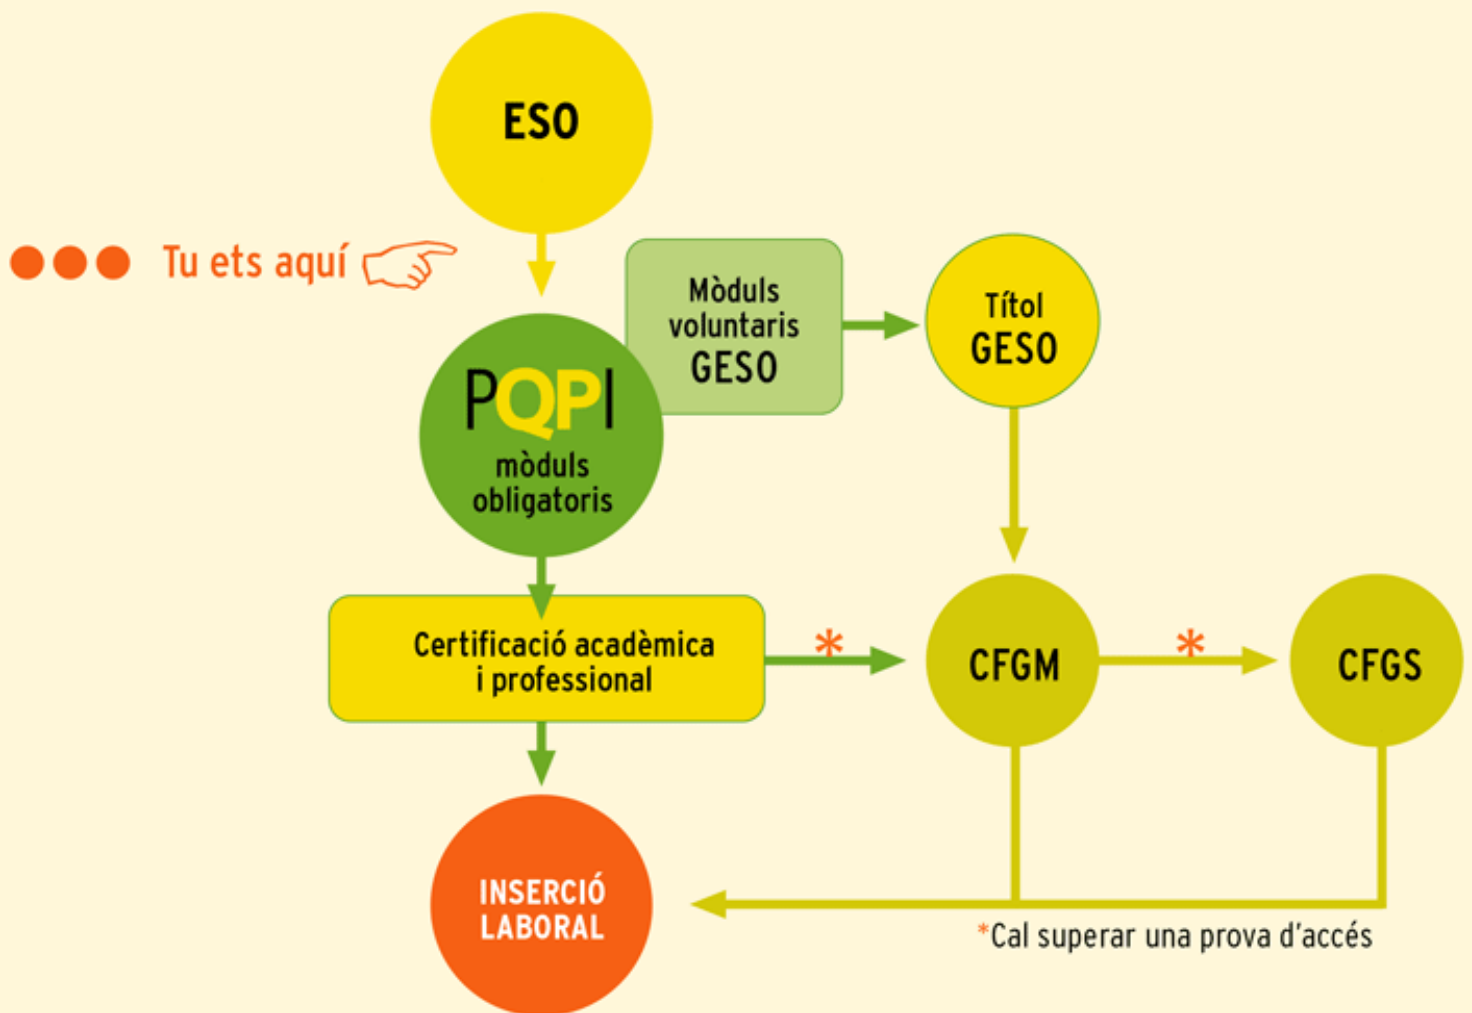 ESO
Tu ets aquí
Mòduls
voluntaris
GESO
Títol
GESO
PQPI
mòduls
obligatoris
Certificació acadèmica
i professional
*
CFGM
*
CFGS
INSERCIÓ
LABORAL
*Cal superar una prova d'accés